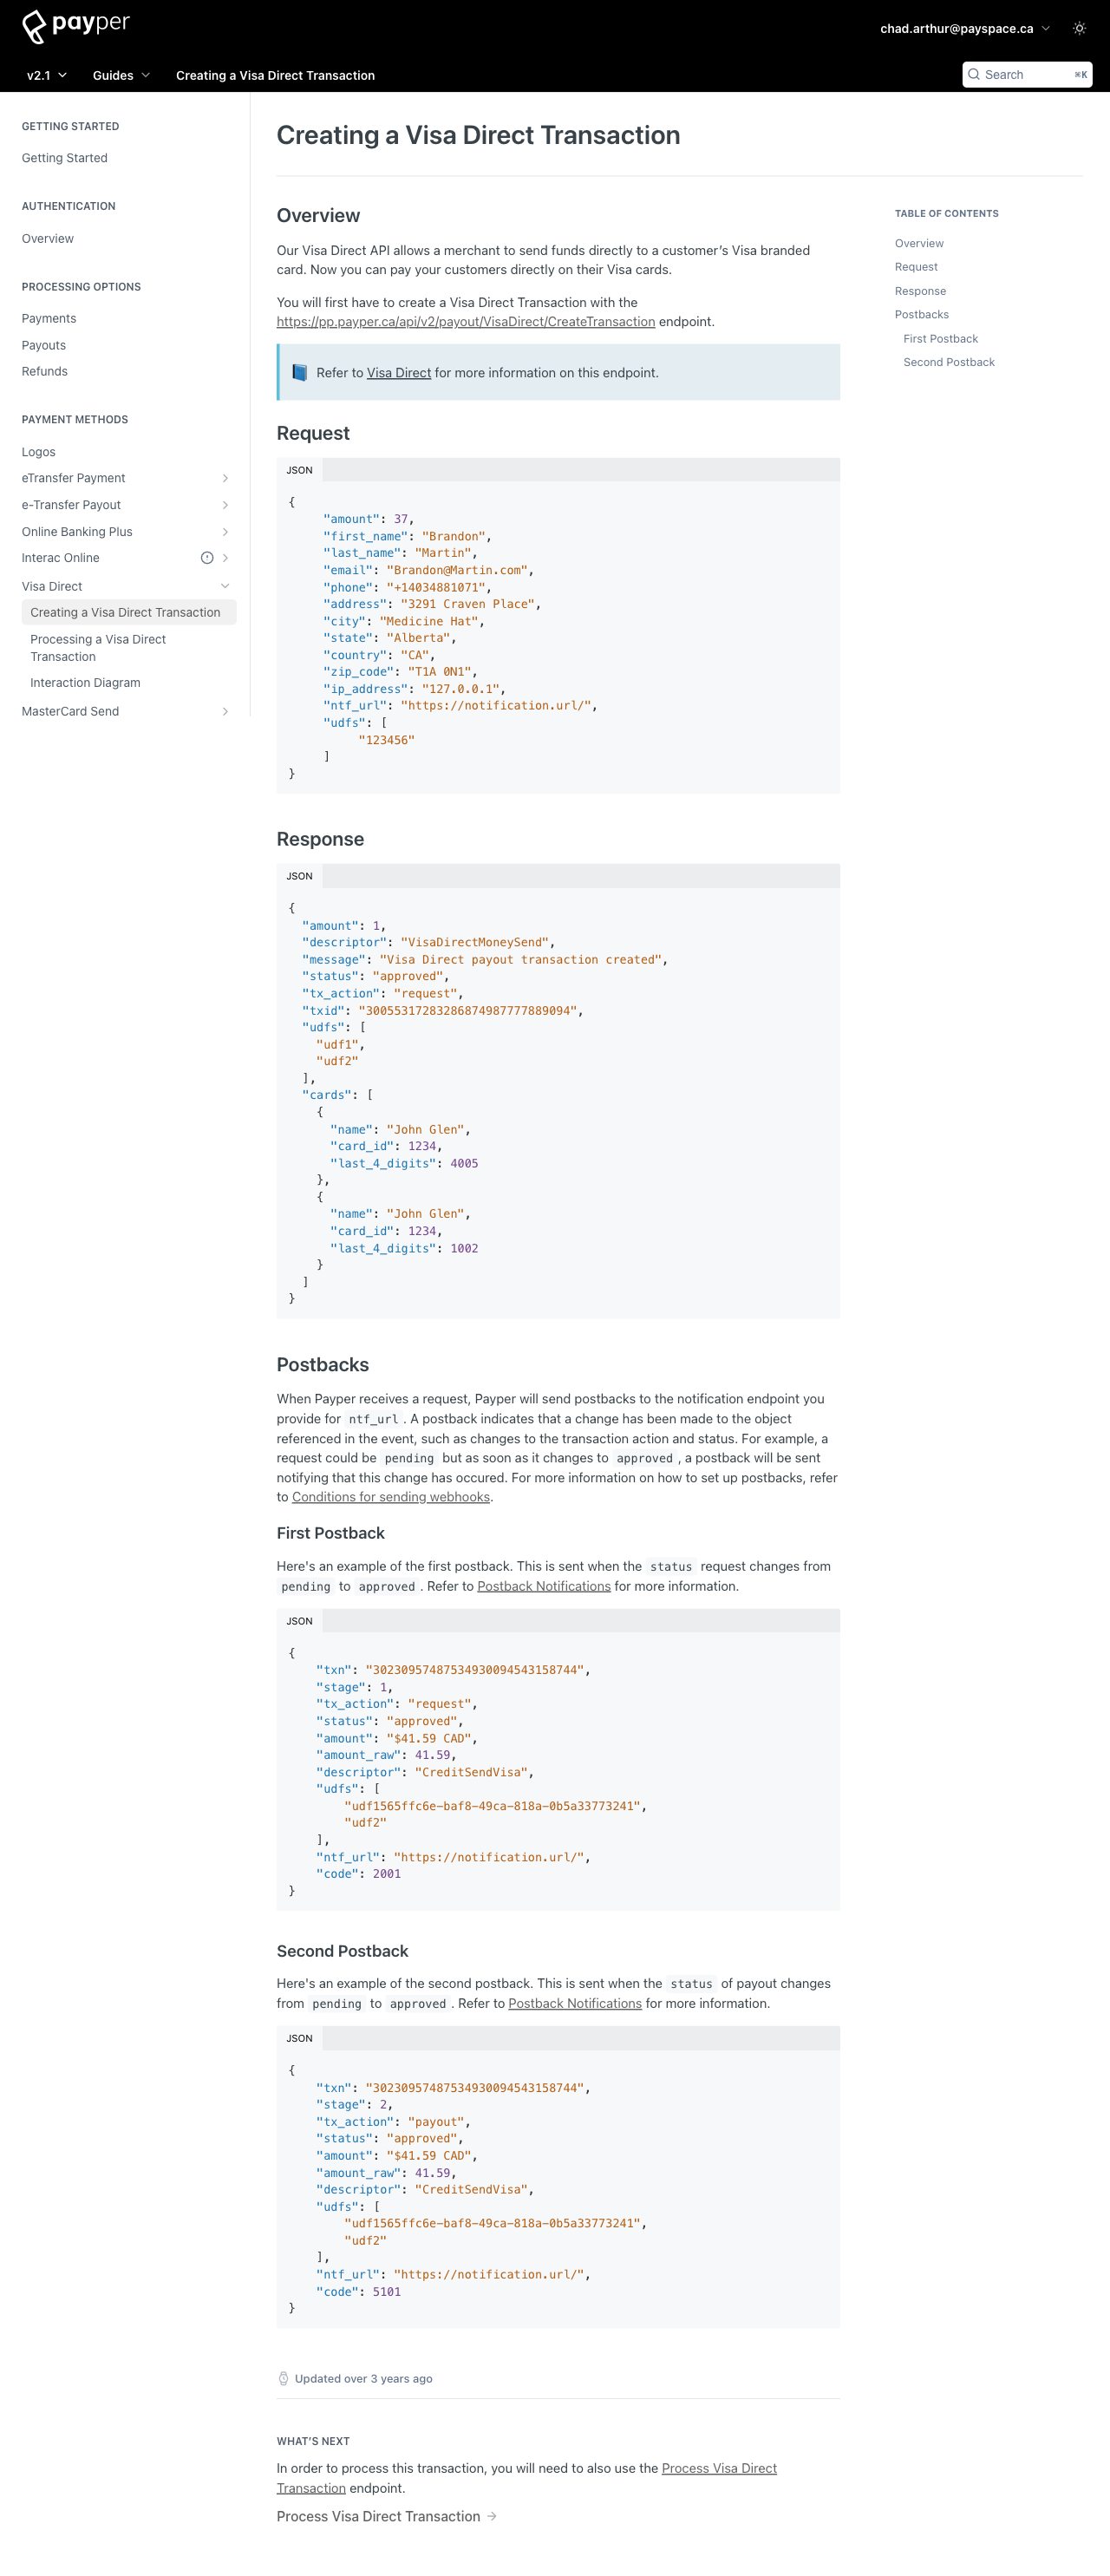 payper
chad.arthur@payspace.ca
v2.1
Guides
Creating a Visa Direct Transaction
Search
⌘K
GETTING STARTED
Getting Started
AUTHENTICATION
Overview
PROCESSING OPTIONS
Payments
Payouts
Refunds
PAYMENT METHODS
Logos
eTransfer Payment
e-Transfer Payout
Online Banking Plus
Interac Online
Visa Direct
Creating a Visa Direct Transaction
Processing a Visa Direct
Transaction
Interaction Diagram
MasterCard Send
Creating a Visa Direct Transaction
Overview
Our Visa Direct API allows a merchant to send funds directly to a customer's Visa branded
card. Now you can pay your customers directly on their Visa cards.
You will first have to create a Visa Direct Transaction with the
https://pp.payper.ca/api/v2/payout/VisaDirect/CreateTransaction endpoint.
Refer to Visa Direct for more information on this endpoint.
Request
JSON
{
"amount": 37,
"first_name": "Brandon",
"last_name": "Martin",
"email": "Brandon@Martin.com",
"phone": "+14034881071",
"address": "3291 Craven Place",
"city": "Medicine Hat",
"state": "Alberta",
"country": "CA",
"zip_code": "T1A 0N1",
"ip_address": "127.0.0.1",
"ntf_url": "https://notification.url/",
"udfs": [
"123456"
]
}
Response
JSON
{
"amount": 1,
"descriptor": "VisaDirectMoneySend",
"message": "Visa Direct payout transaction created",
"status": "approved",
"tx_action": "request",
"txid": "30055317283286874987777889094",
"udfs": [
"udf1",
"udf2"
],
"cards": [
{
"name": "John Glen",
"card_id": 1234,
"last_4_digits": 4005
},
{
"name": "John Glen",
"card_id": 1234,
"last_4_digits": 1002
}
]
}
Postbacks
When Payper receives a request, Payper will send postbacks to the notification endpoint you
provide for ntf_url. A postback indicates that a change has been made to the object
referenced in the event, such as changes to the transaction action and status. For example, a
request could be pending but as soon as it changes to approved, a postback will be sent
notifying that this change has occured. For more information on how to set up postbacks, refer
to Conditions for sending webhooks.
First Postback
Here's an example of the first postback. This is sent when the status request changes from
pending to approved. Refer to Postback Notifications for more information.
JSON
{
"txn": "30230957487534930094543158744",
"stage": 1,
"tx_action": "request",
"status": "approved",
"amount": "$41.59 CAD",
"amount_raw": 41.59,
"descriptor": "CreditSendVisa",
"udfs": [
"udf1565ffc6e-baf8-49ca-818a-0b5a33773241",
"udf2"
],
"ntf_url": "https://notification.url/",
"code": 2001
}
Second Postback
Here's an example of the second postback. This is sent when the status of payout changes
from pending to approved. Refer to Postback Notifications for more information.
JSON
{
"txn": "30230957487534930094543158744",
"stage": 2,
"tx_action": "payout",
"status": "approved",
"amount": "$41.59 CAD",
"amount_raw": 41.59,
"descriptor": "CreditSendVisa",
"udfs": [
"udf1565ffc6e-baf8-49ca-818a-0b5a33773241",
"udf2"
],
"ntf_url": "https://notification.url/",
"code": 5101
}
Updated over 3 years ago
WHAT'S NEXT
In order to process this transaction, you will need to also use the Process Visa Direct
Transaction endpoint.
Process Visa Direct Transaction →
TABLE OF CONTENTS
Overview
Request
Response
Postbacks
First Postback
Second Postback